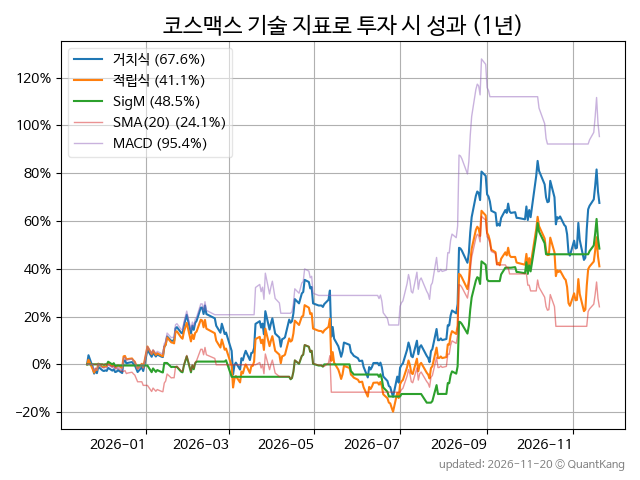 코스맥스 기술 지표로 투자 시 성과 (1년)
거치식 (67.6%)
적립식 (41.1%)
SigM (48.5%)
SMA(20) (24.1%)
MACD (95.4%)
120%
100%
80%
60%
40%
20%
0%
−20%
2026-01
2026-03
2026-05
2026-07
2026-09
2026-11
updated: 2026-11-20 © QuantKang